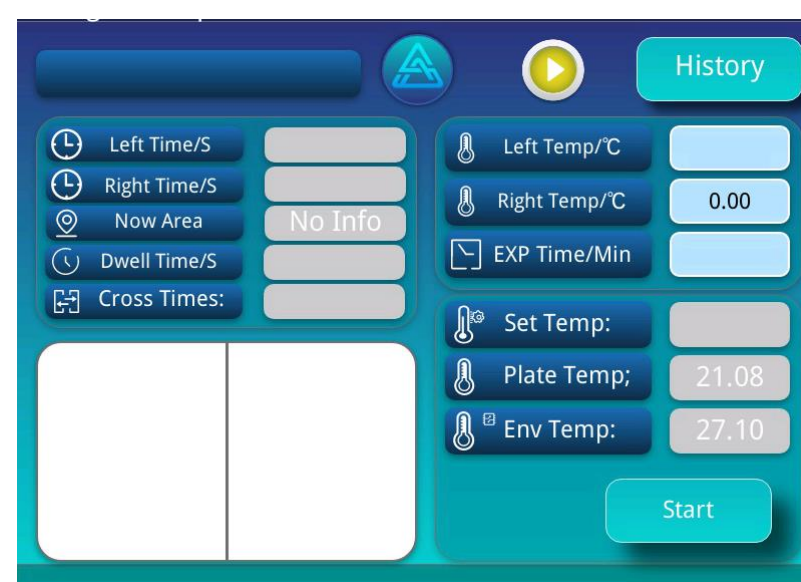 History
Left Time/S
Right Time/S
Now Area No Info
Dwell Time/S
Cross Times:
Left Temp/℃
Right Temp/℃ 0.00
EXP Time/Min
Set Temp:
Plate Temp; 21.08
Env Temp: 27.10
Start